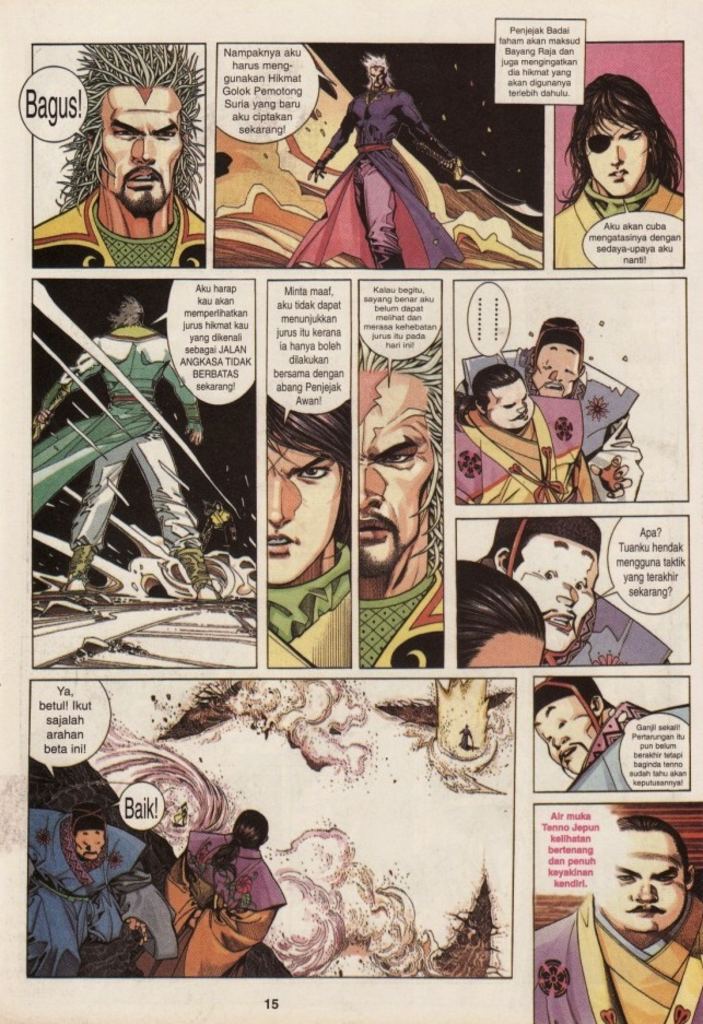 Bagus!
Nampaknya aku
harus meng-
gunakan Hikmat
Golok Pemotong
Suria yang baru
aku ciptakan
sekarang!
Penjejak Badai
faham akan maksud
Bayang Raja dan
juga mengingatkan
dia hikmat yang
akan digunanya
terlebih dahulu.
Aku akan cuba
mengatasinya dengan
sedaya-upaya aku
nanti!
Aku harap
kau akan
memperlihatkan
jurus hikmat kau
yang dikenali
sebagai JALAN
ANGKASA TIDAK
BERBATAS
sekarang!
Minta maaf,
aku tidak dapat
menunjukkan
jurus itu kerana
ia hanya boleh
dilakukan
bersama dengan
abang Penjejak
Awan!
Kalau begitu,
sayang benar aku
belum dapat
melihat dan
merasa kehebatan
jurus itu pada
hari ini!
Apa?
Tuanku hendak
mengguna taktik
yang terakhir
sekarang?
Ya,
betul! Ikut
sajalah
arahan
beta ini!
Baik!
Ganjil sekali!
Pertarungan itu
pun belum
berakhir tetapi
baginda tenno
sudah tahu akan
keputusannya!
Air muka
Tenno Jepun
kelihatan
bertenang
dan penuh
keyakinan
kendiri.
15